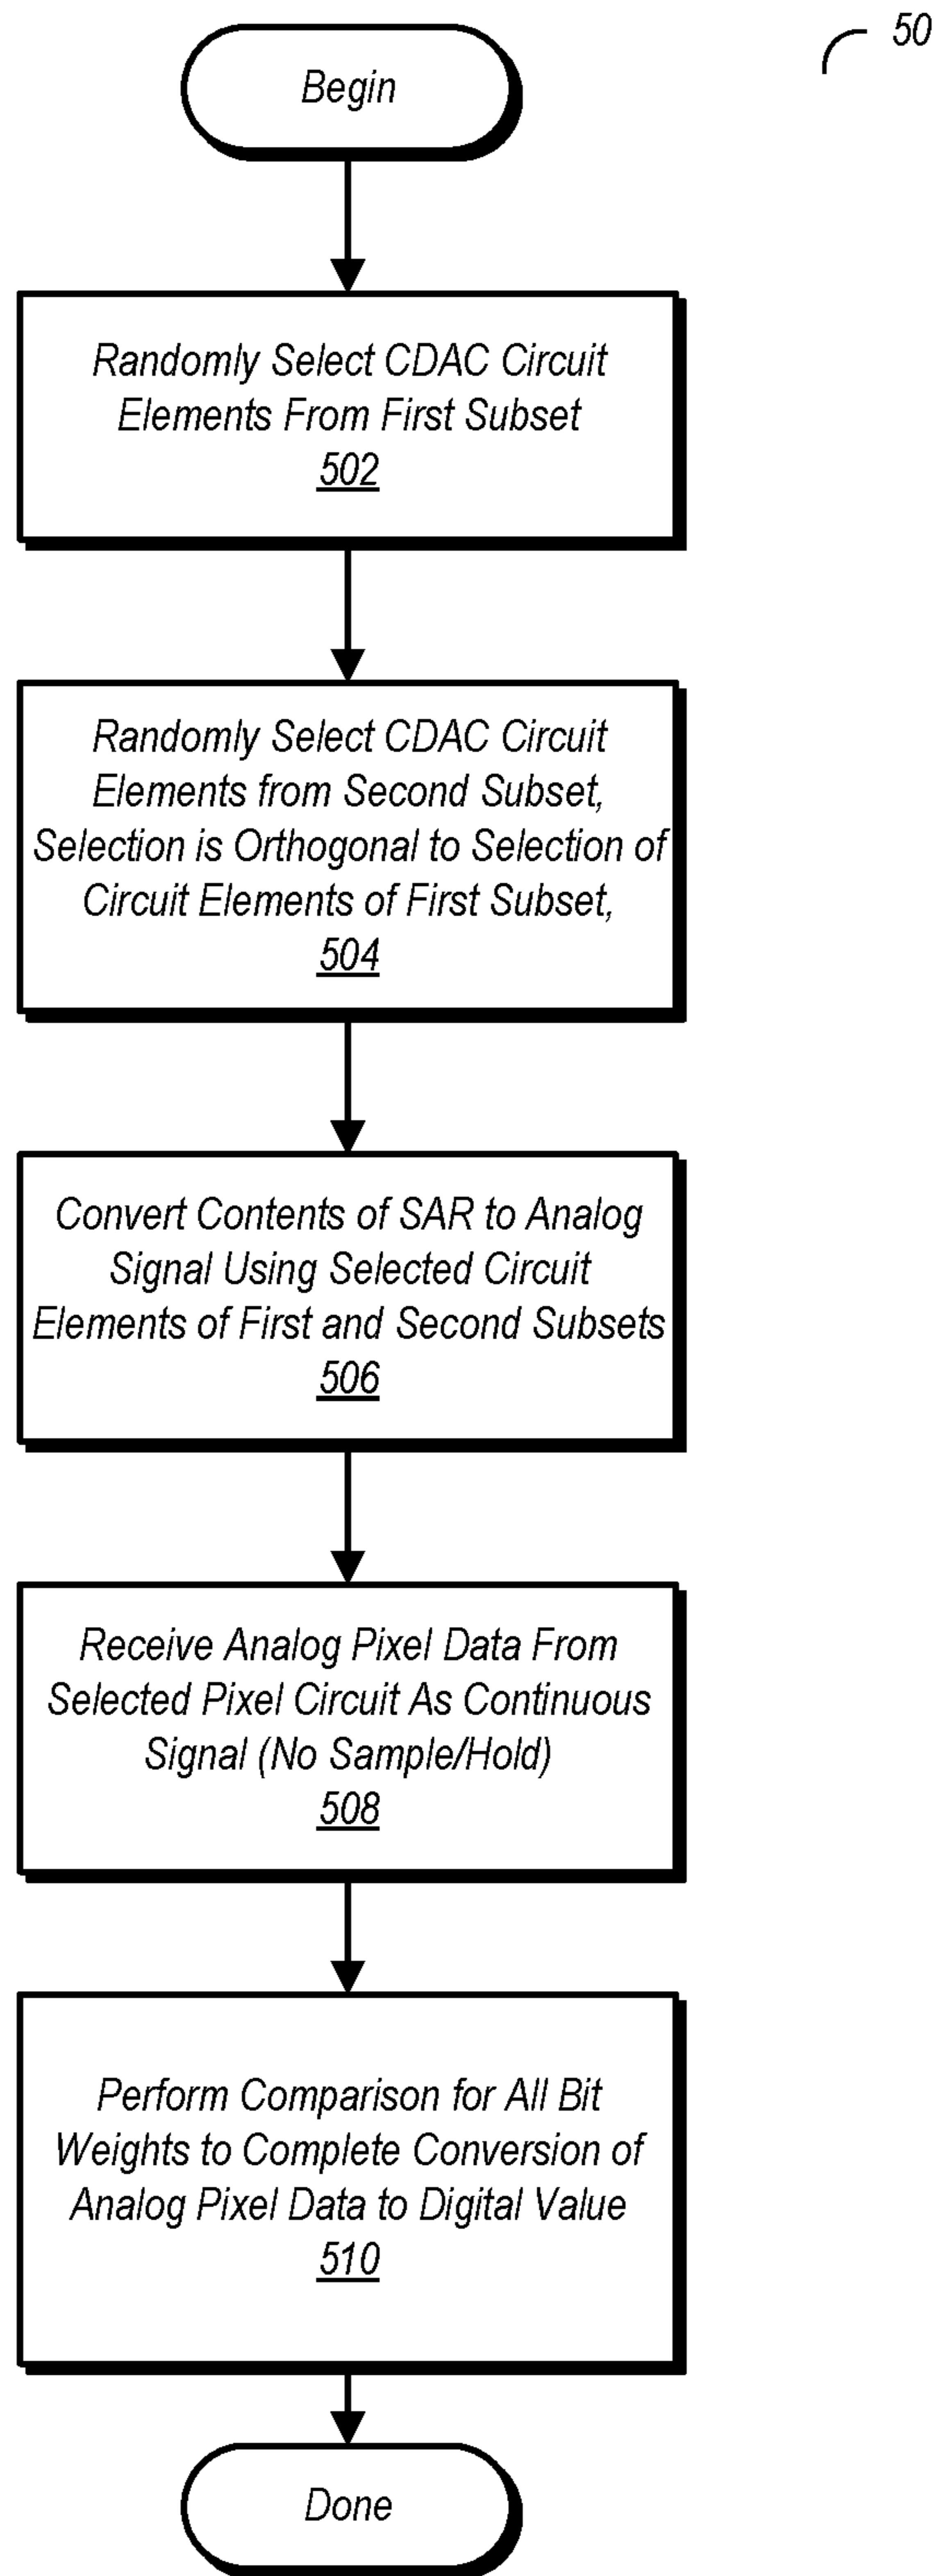 50
Begin
Randomly Select CDAC Circuit
Elements From First Subset
502
Randomly Select CDAC Circuit
Elements from Second Subset,
Selection is Orthogonal to Selection of
Circuit Elements of First Subset,
504
Convert Contents of SAR to Analog
Signal Using Selected Circuit
Elements of First and Second Subsets
506
Receive Analog Pixel Data From
Selected Pixel Circuit As Continuous
Signal (No Sample/Hold)
508
Perform Comparison for All Bit
Weights to Complete Conversion of
Analog Pixel Data to Digital Value
510
Done